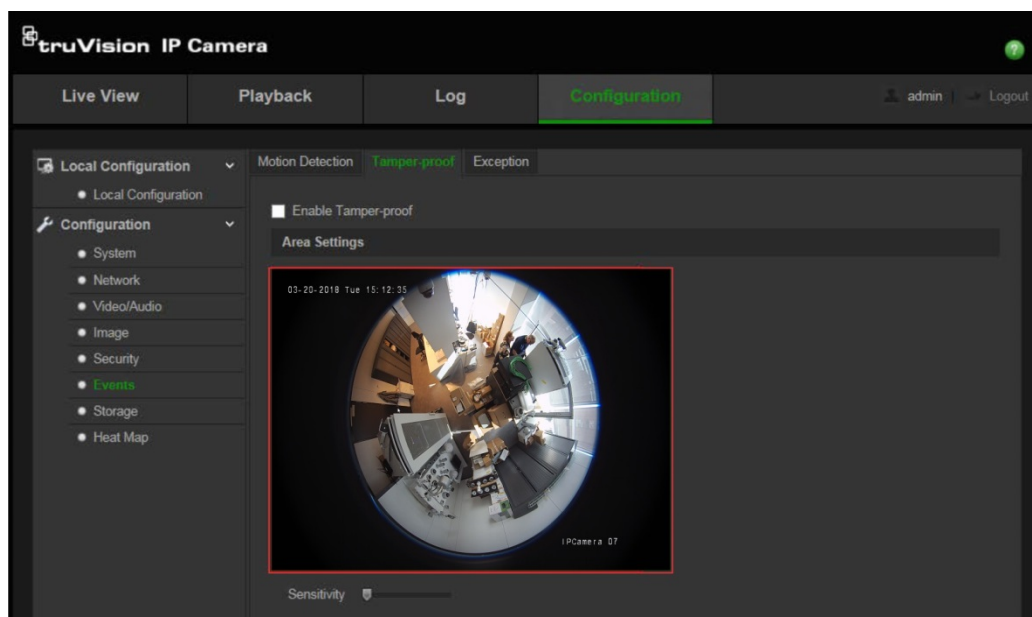 truVision IP Camera
?
Live View Playback Log Configuration admin Logout
Local Configuration
Local Configuration
Configuration
System
Network
Video/Audio
Image
Security
Events
Storage
Heat Map
Motion Detection Tamper-proof Exception
Enable Tamper-proof
Area Settings
03-20-2018 Tue 15:12:35
IPCamera 07
Sensitivity